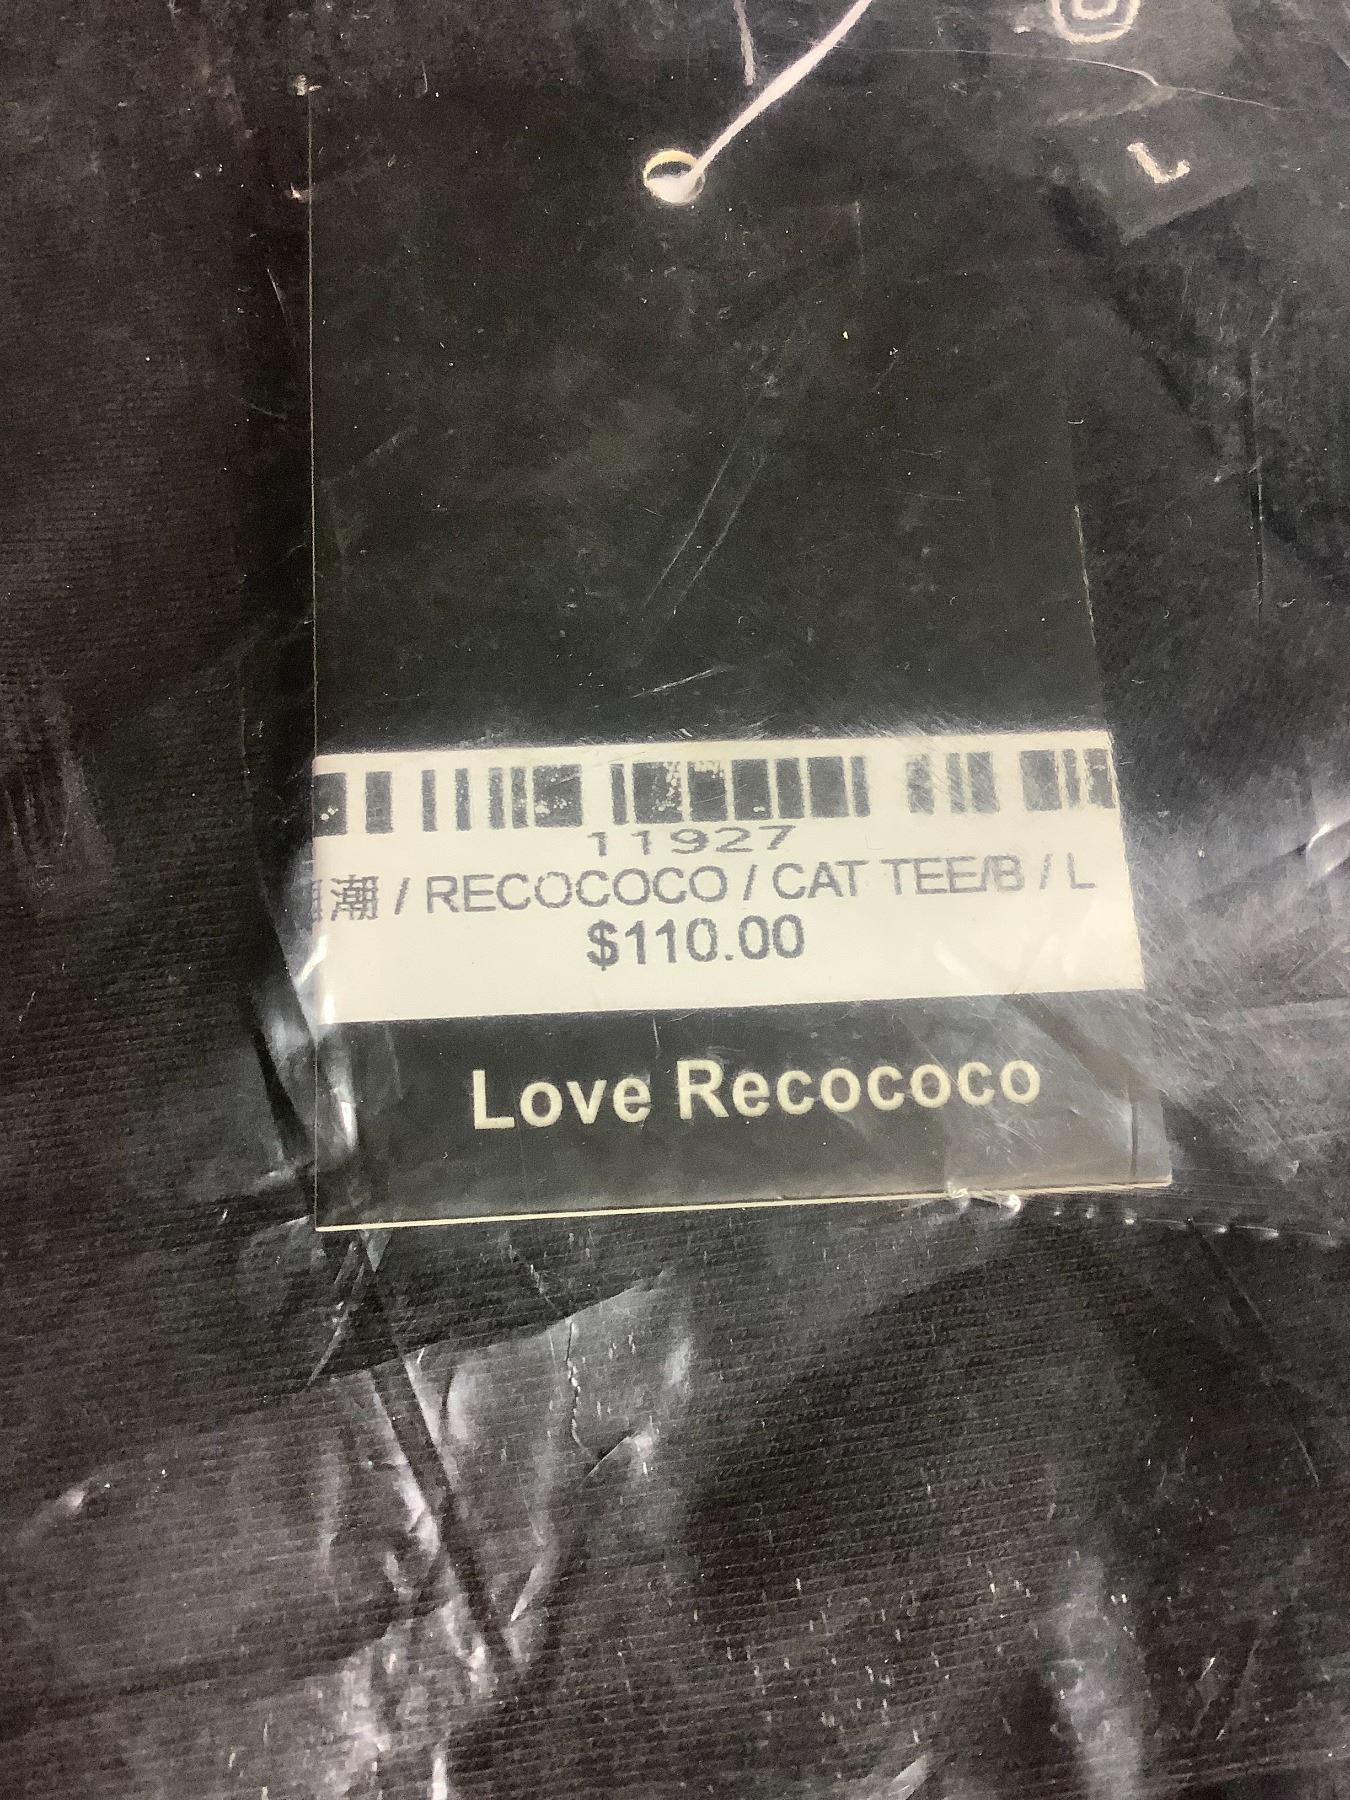 L
11927
潮 / RECOCOCO / CAT TEE/B / L
$110.00
Love Recococo